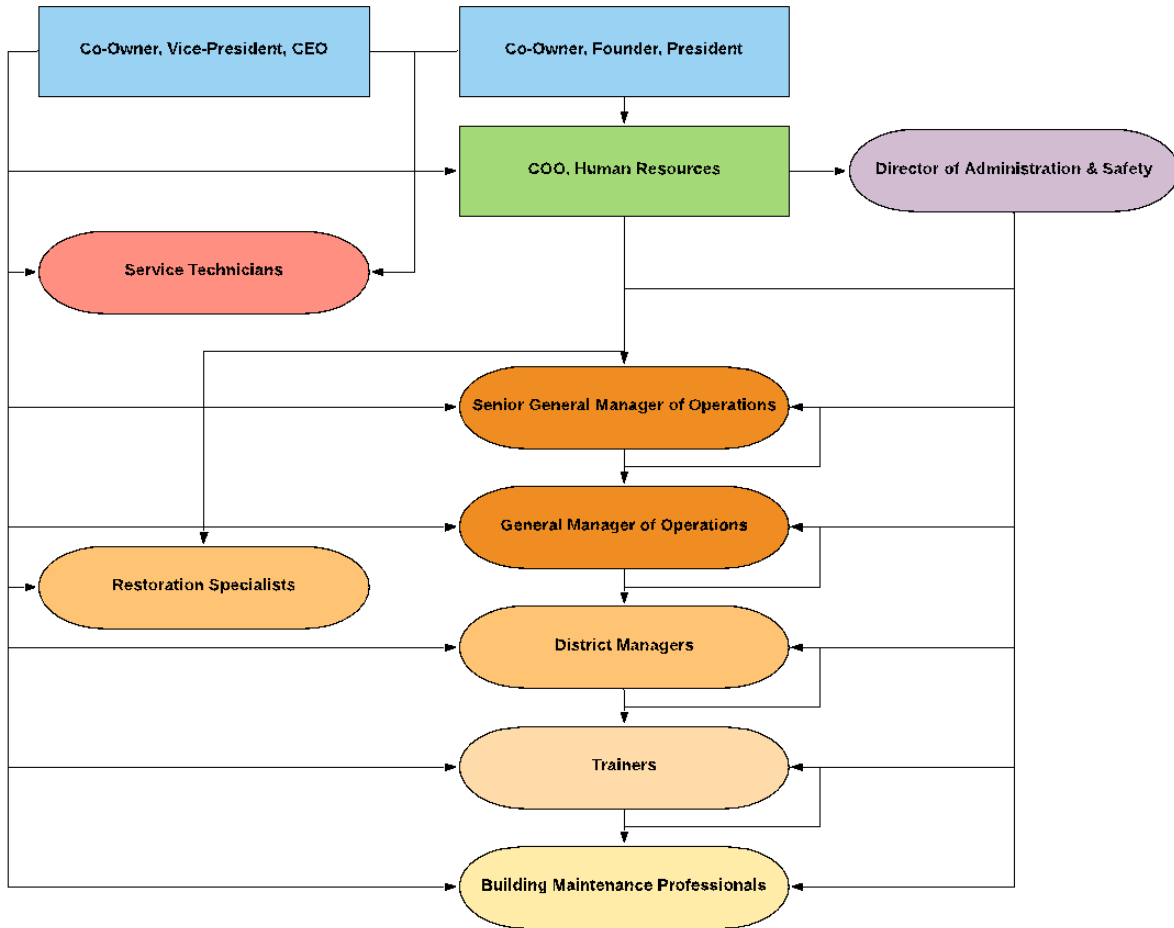 Co-Owner, Vice-President, CEO
Co-Owner, Founder, President
COO, Human Resources
Director of Administration & Safety
Service Technicians
Senior General Manager of Operations
General Manager of Operations
Restoration Specialists
District Managers
Trainers
Building Maintenance Professionals